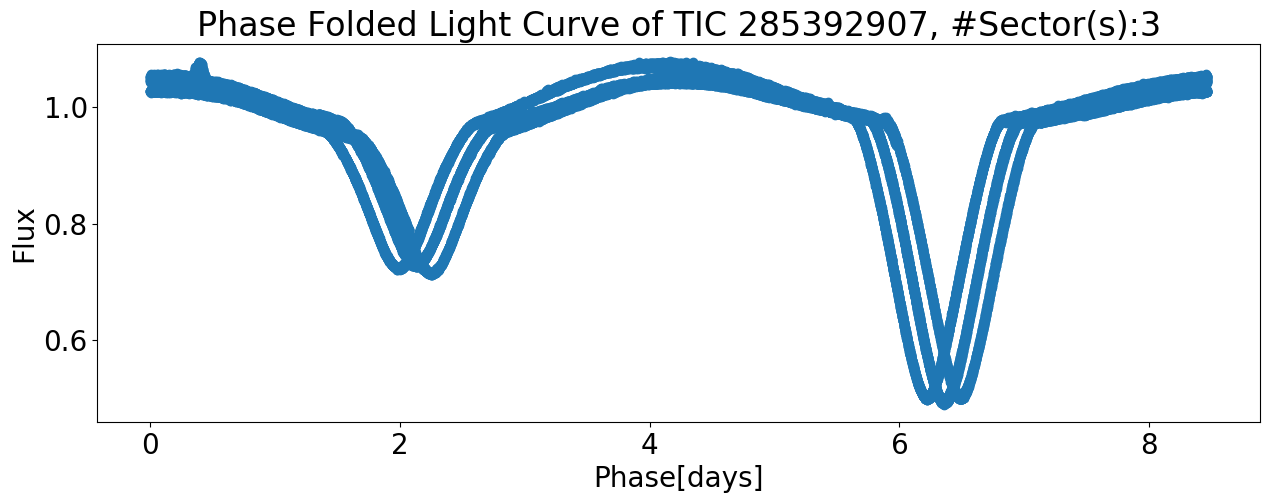 Phase Folded Light Curve of TIC 285392907, #Sector(s):3
1.0
0.8
0.6
Flux
0 2 4 6 8
Phase[days]